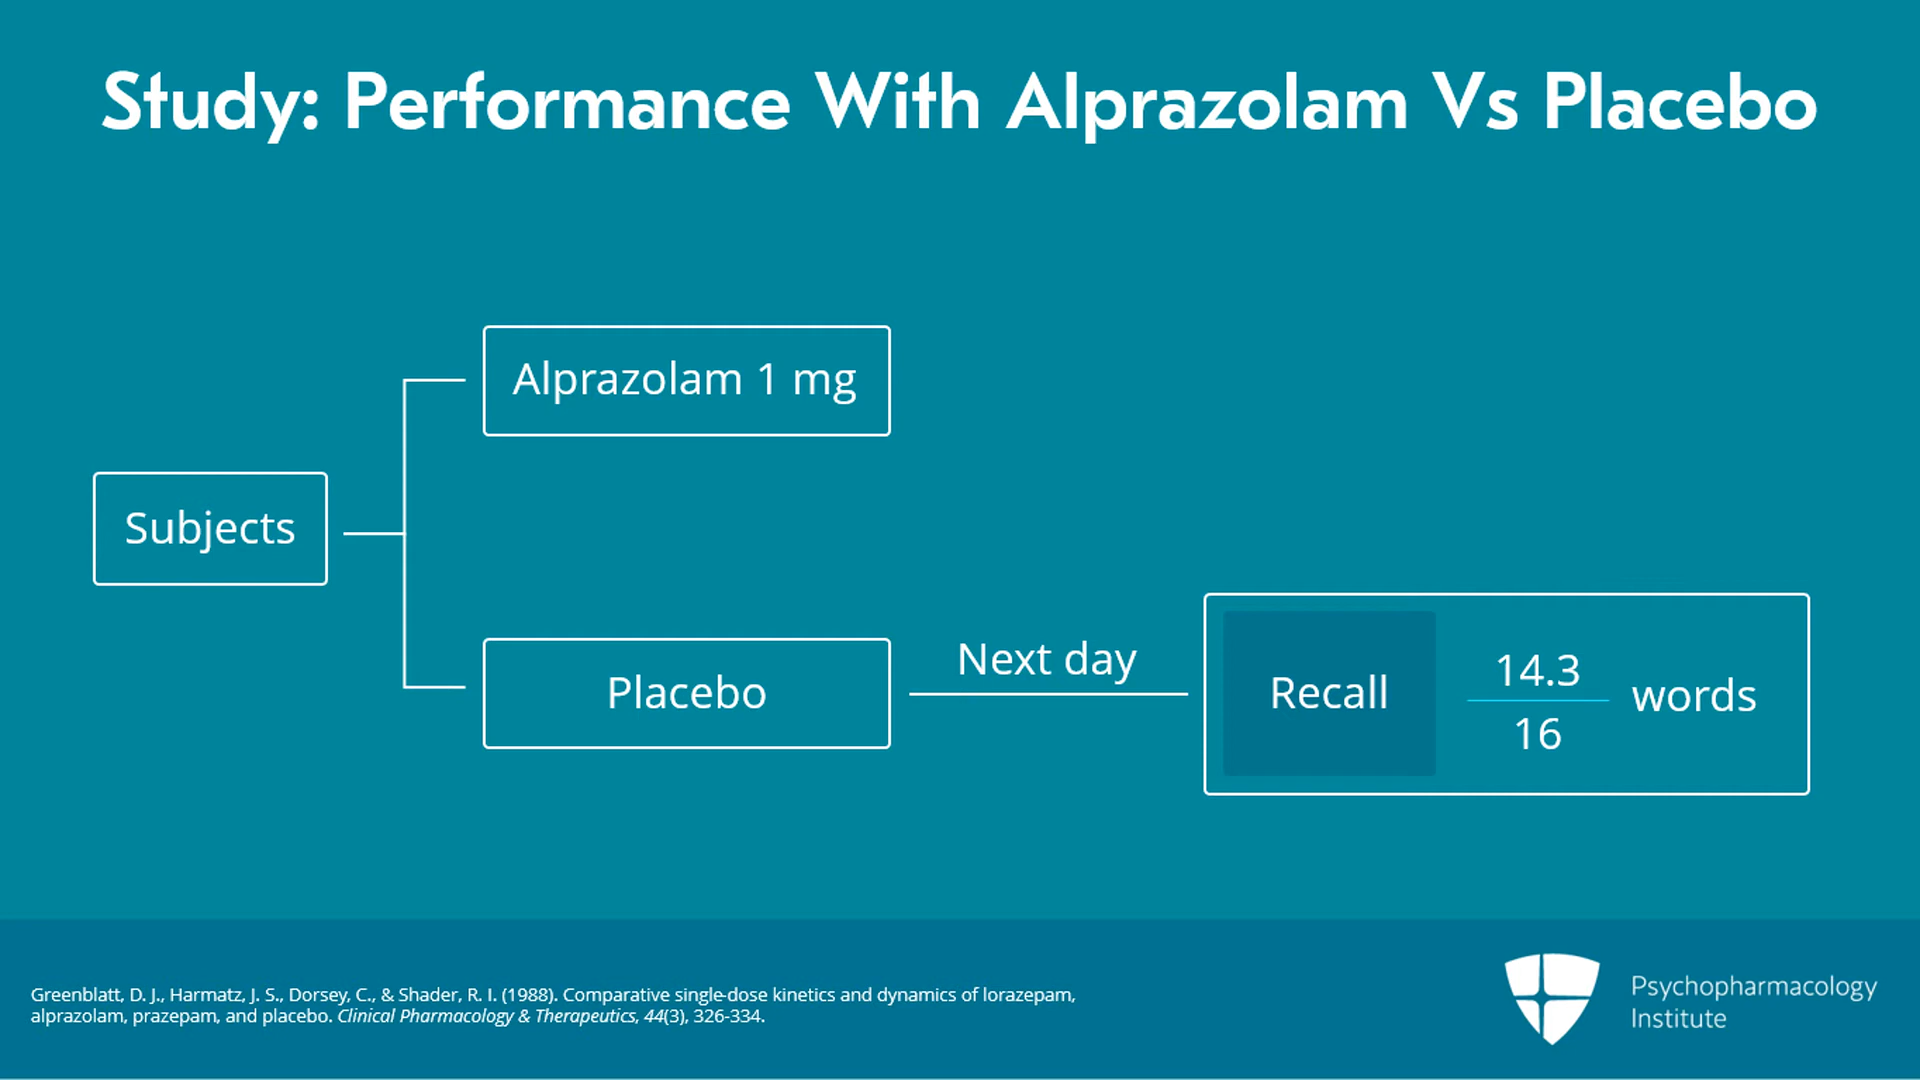 Study: Performance With Alprazolam Vs Placebo
Alprazolam 1 mg
Subjects
Placebo
Next day
Recall
14.3
16
words
Greenblatt, D. J., Harmatz, J. S., Dorsey, C., & Shader, R. I. (1988). Comparative single-dose kinetics and dynamics of lorazepam,
alprazolam, prazepam, and placebo. Clinical Pharmacology & Therapeutics, 44(3), 326-334.
Psychopharmacology
Institute